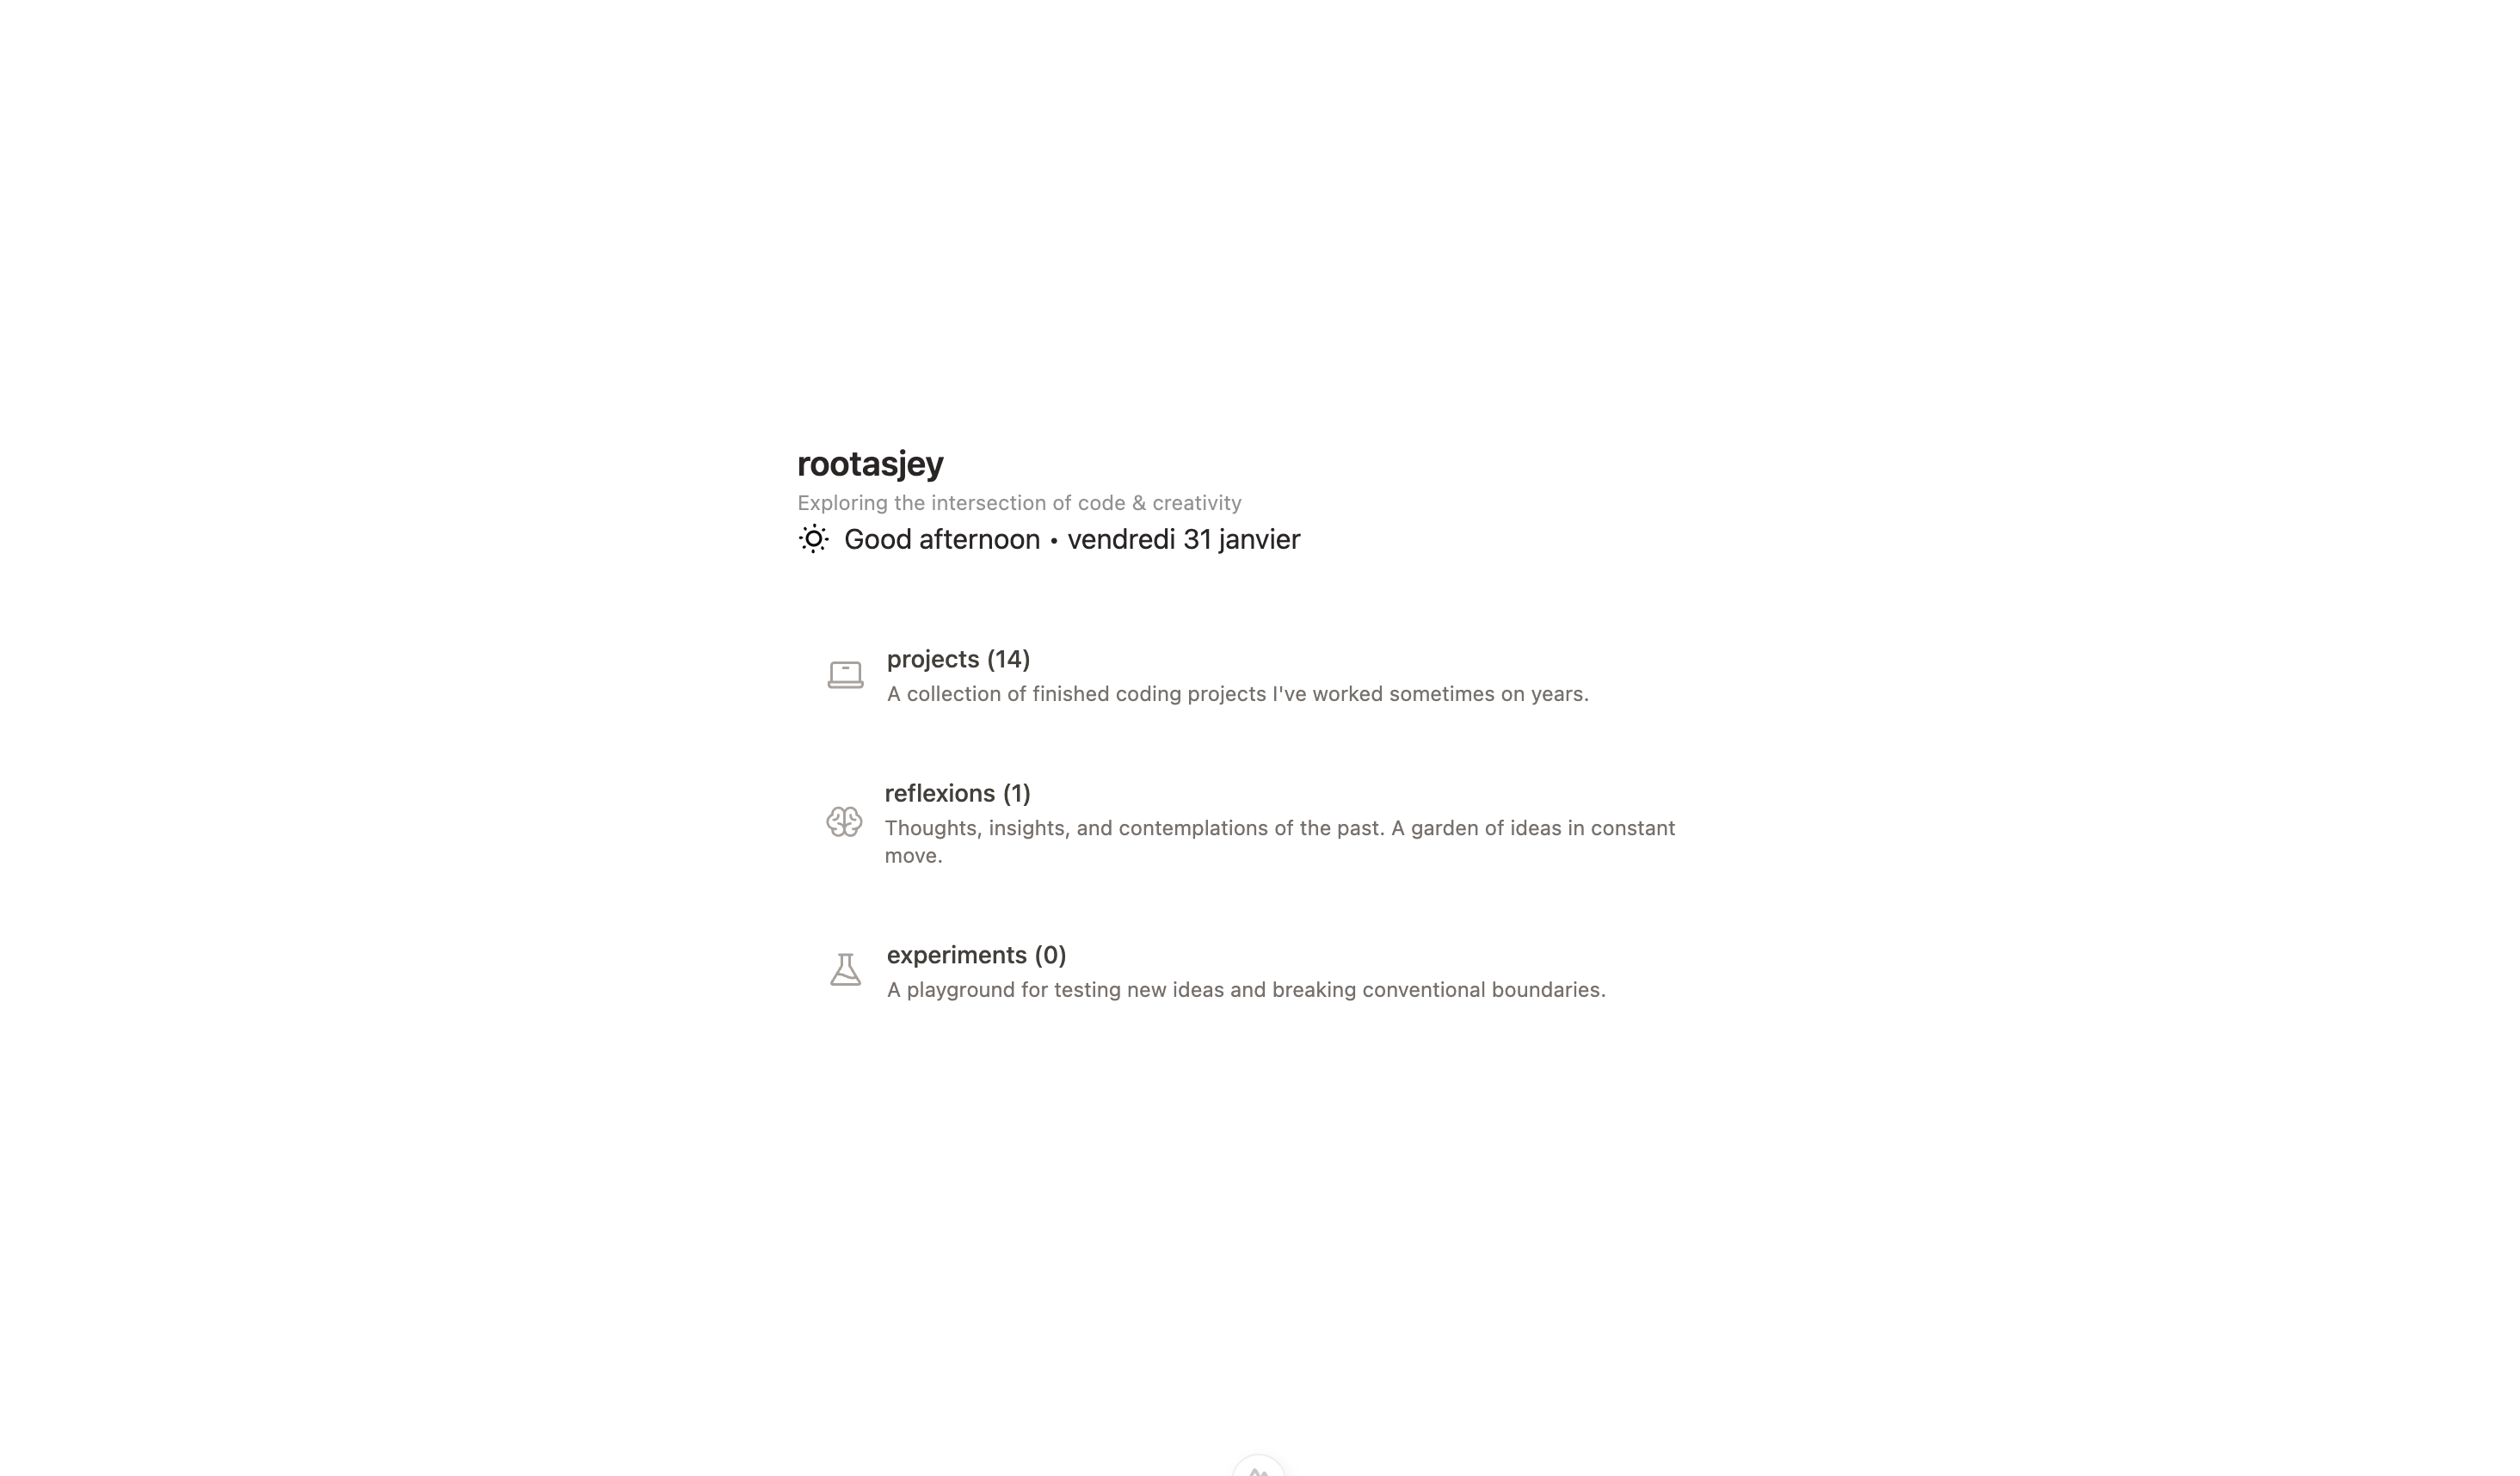 rootasjey
Exploring the intersection of code & creativity
Good afternoon • vendredi 31 janvier
projects (14)
A collection of finished coding projects I've worked sometimes on years.
reflexions (1)
Thoughts, insights, and contemplations of the past. A garden of ideas in constant
move.
experiments (0)
A playground for testing new ideas and breaking conventional boundaries.